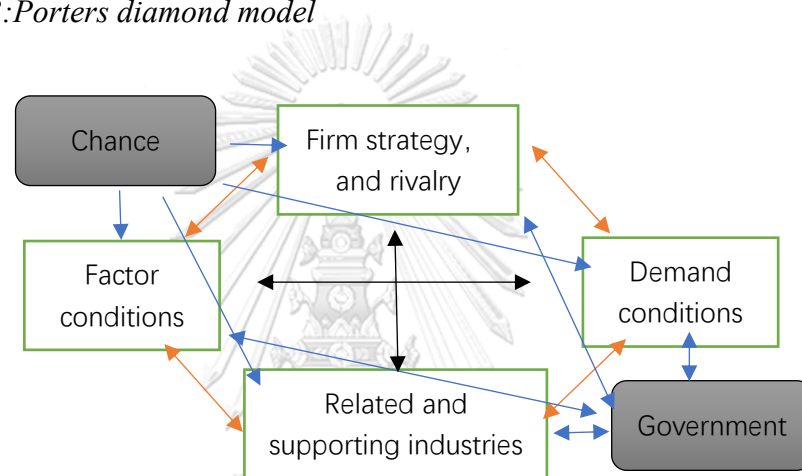 :Porters diamond model
Chance
Firm strategy,
and rivalry
Factor
conditions
Demand
conditions
Related and
supporting industries
Government